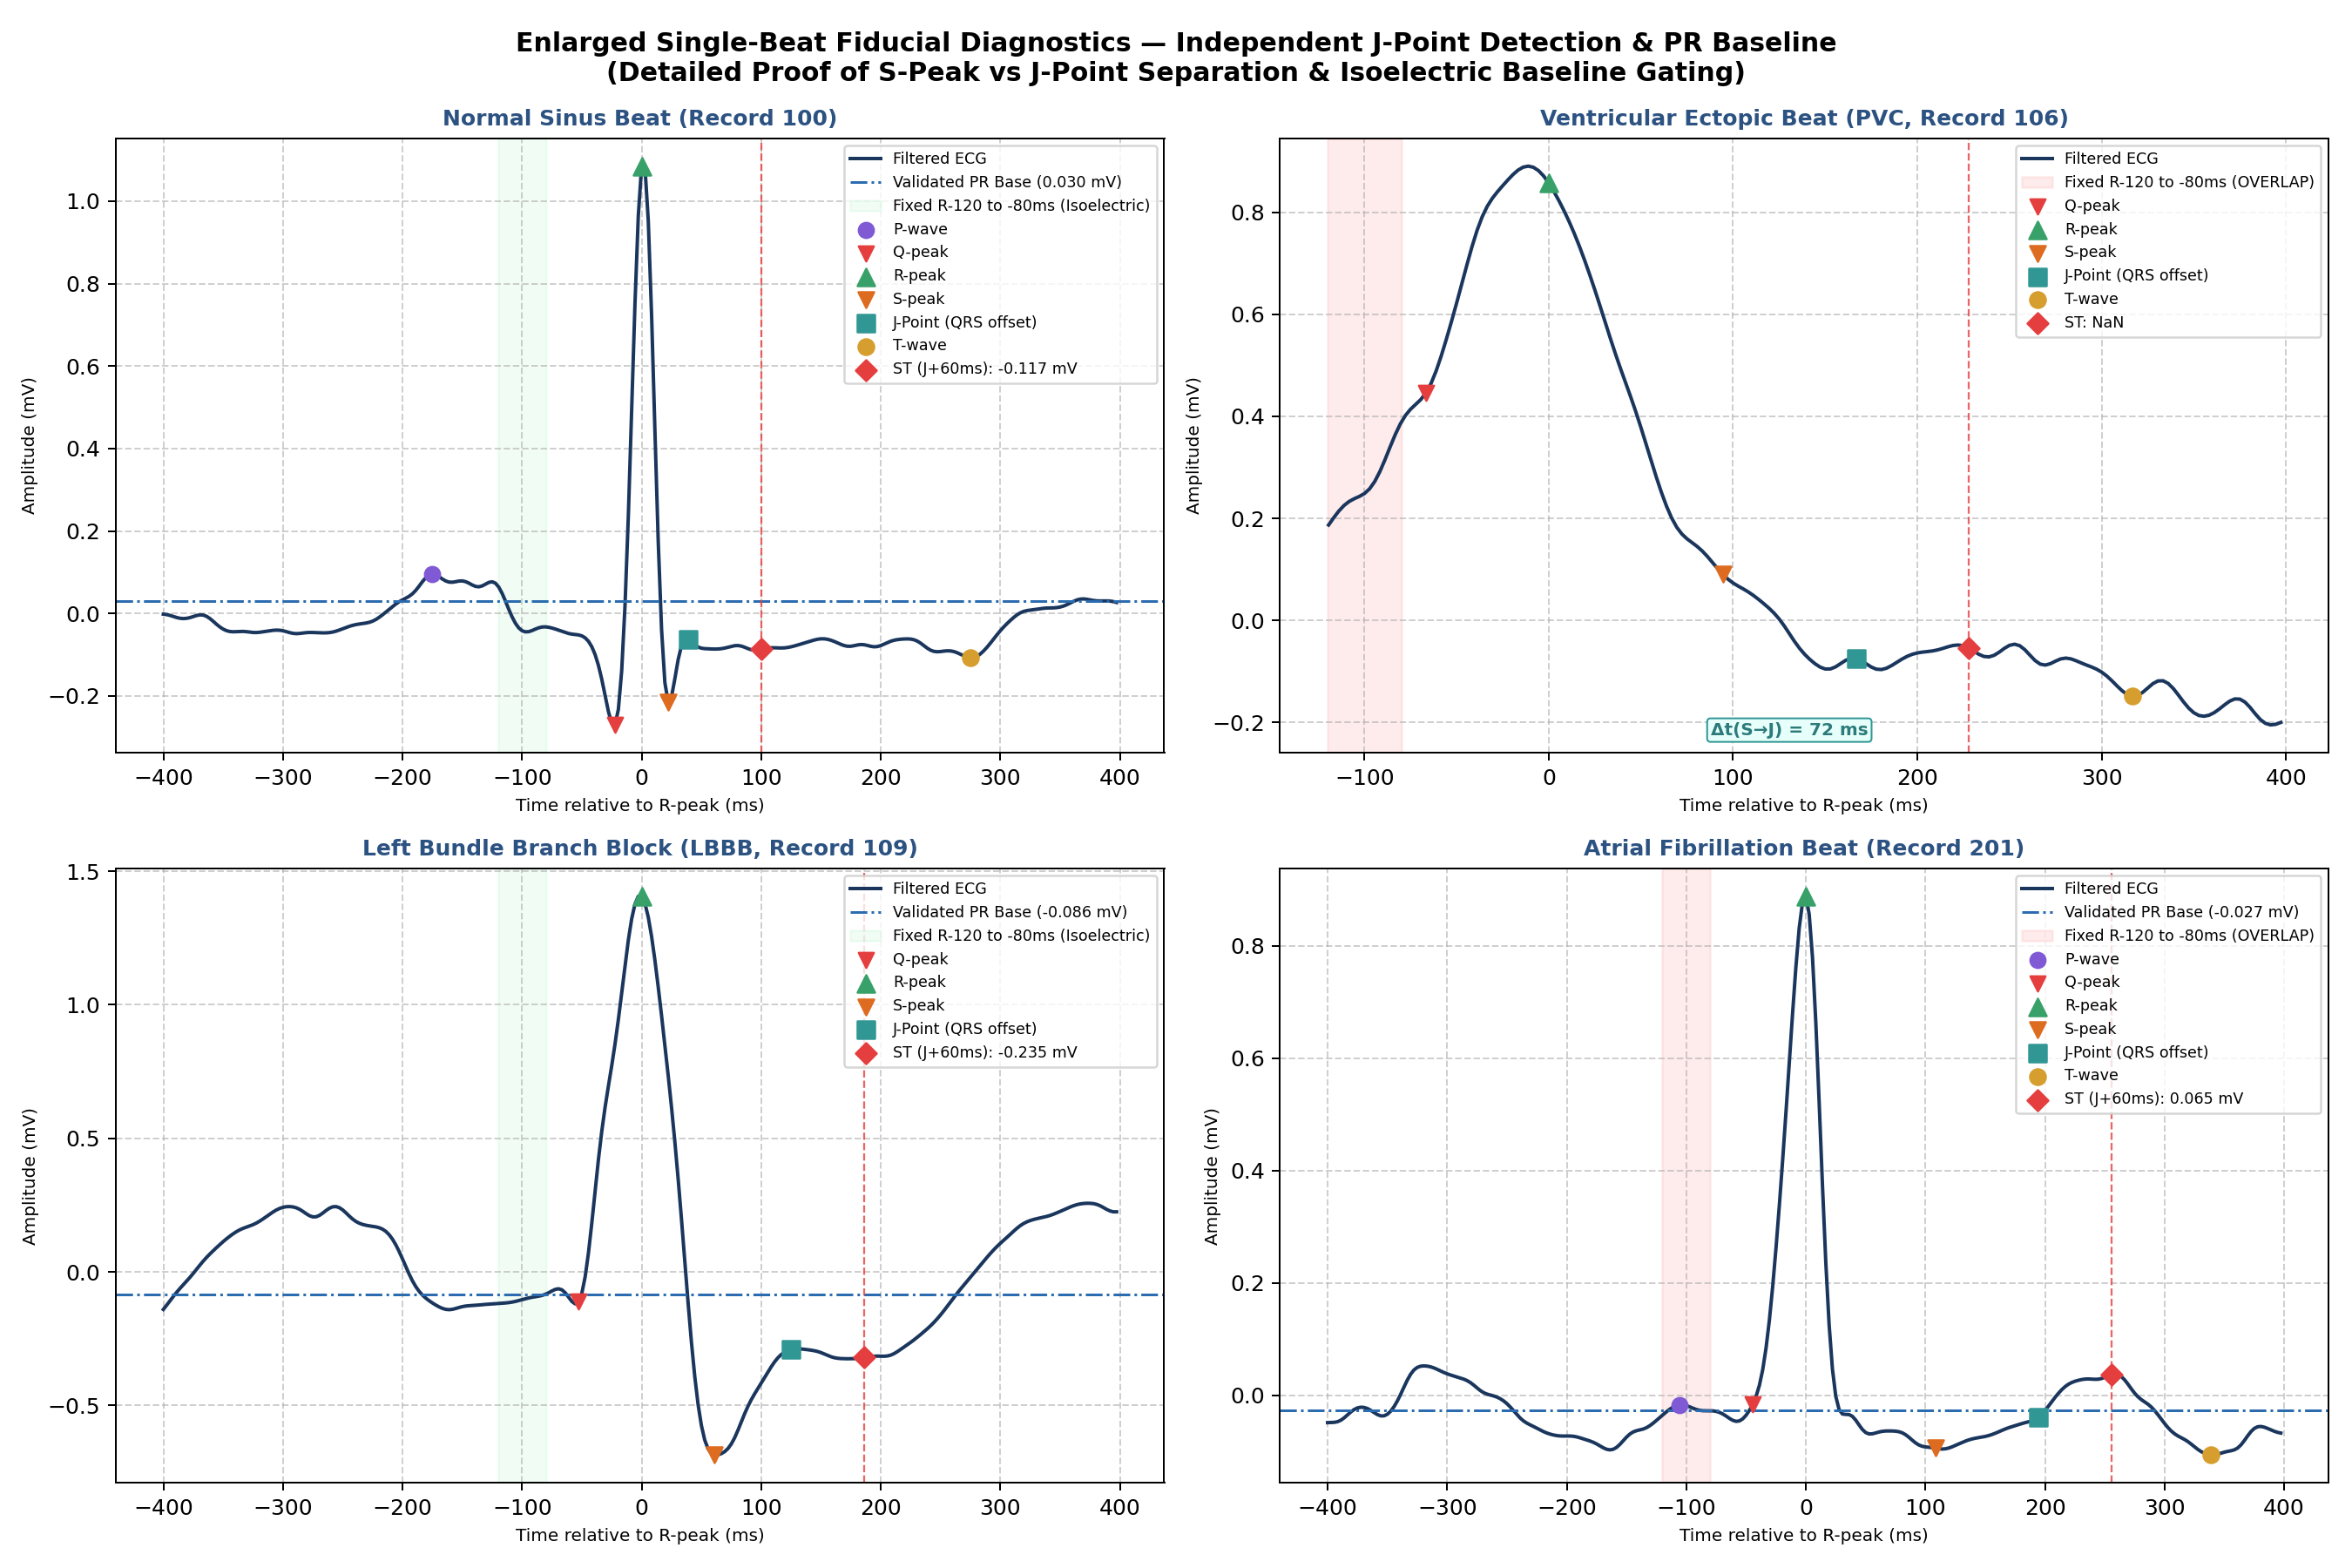 Enlarged Single-Beat Fiducial Diagnostics — Independent J-Point Detection & PR Baseline
(Detailed Proof of S-Peak vs J-Point Separation & Isoelectric Baseline Gating)
Normal Sinus Beat (Record 100)
Amplitude (mV)
1.0
0.8
0.6
0.4
0.2
0.0
−0.2
Filtered ECG
Validated PR Base (0.030 mV)
Fixed R-120 to -80ms (Isoelectric)
P-wave
Q-peak
R-peak
S-peak
J-Point (QRS offset)
T-wave
ST (J+60ms): -0.117 mV
−400 −300 −200 −100 0 100 200 300 400
Time relative to R-peak (ms)
Ventricular Ectopic Beat (PVC, Record 106)
Amplitude (mV)
0.8
0.6
0.4
0.2
0.0
−0.2
Filtered ECG
Fixed R-120 to -80ms (OVERLAP)
Q-peak
R-peak
S-peak
J-Point (QRS offset)
T-wave
ST: NaN
Δt(S→J) = 72 ms
−100 0 100 200 300 400
Time relative to R-peak (ms)
Left Bundle Branch Block (LBBB, Record 109)
Amplitude (mV)
1.5
1.0
0.5
0.0
−0.5
Filtered ECG
Validated PR Base (-0.086 mV)
Fixed R-120 to -80ms (Isoelectric)
Q-peak
R-peak
S-peak
J-Point (QRS offset)
ST (J+60ms): -0.235 mV
−400 −300 −200 −100 0 100 200 300 400
Time relative to R-peak (ms)
Atrial Fibrillation Beat (Record 201)
Amplitude (mV)
0.8
0.6
0.4
0.2
0.0
Filtered ECG
Validated PR Base (-0.027 mV)
Fixed R-120 to -80ms (OVERLAP)
P-wave
Q-peak
R-peak
S-peak
J-Point (QRS offset)
T-wave
ST (J+60ms): 0.065 mV
−400 −300 −200 −100 0 100 200 300 400
Time relative to R-peak (ms)